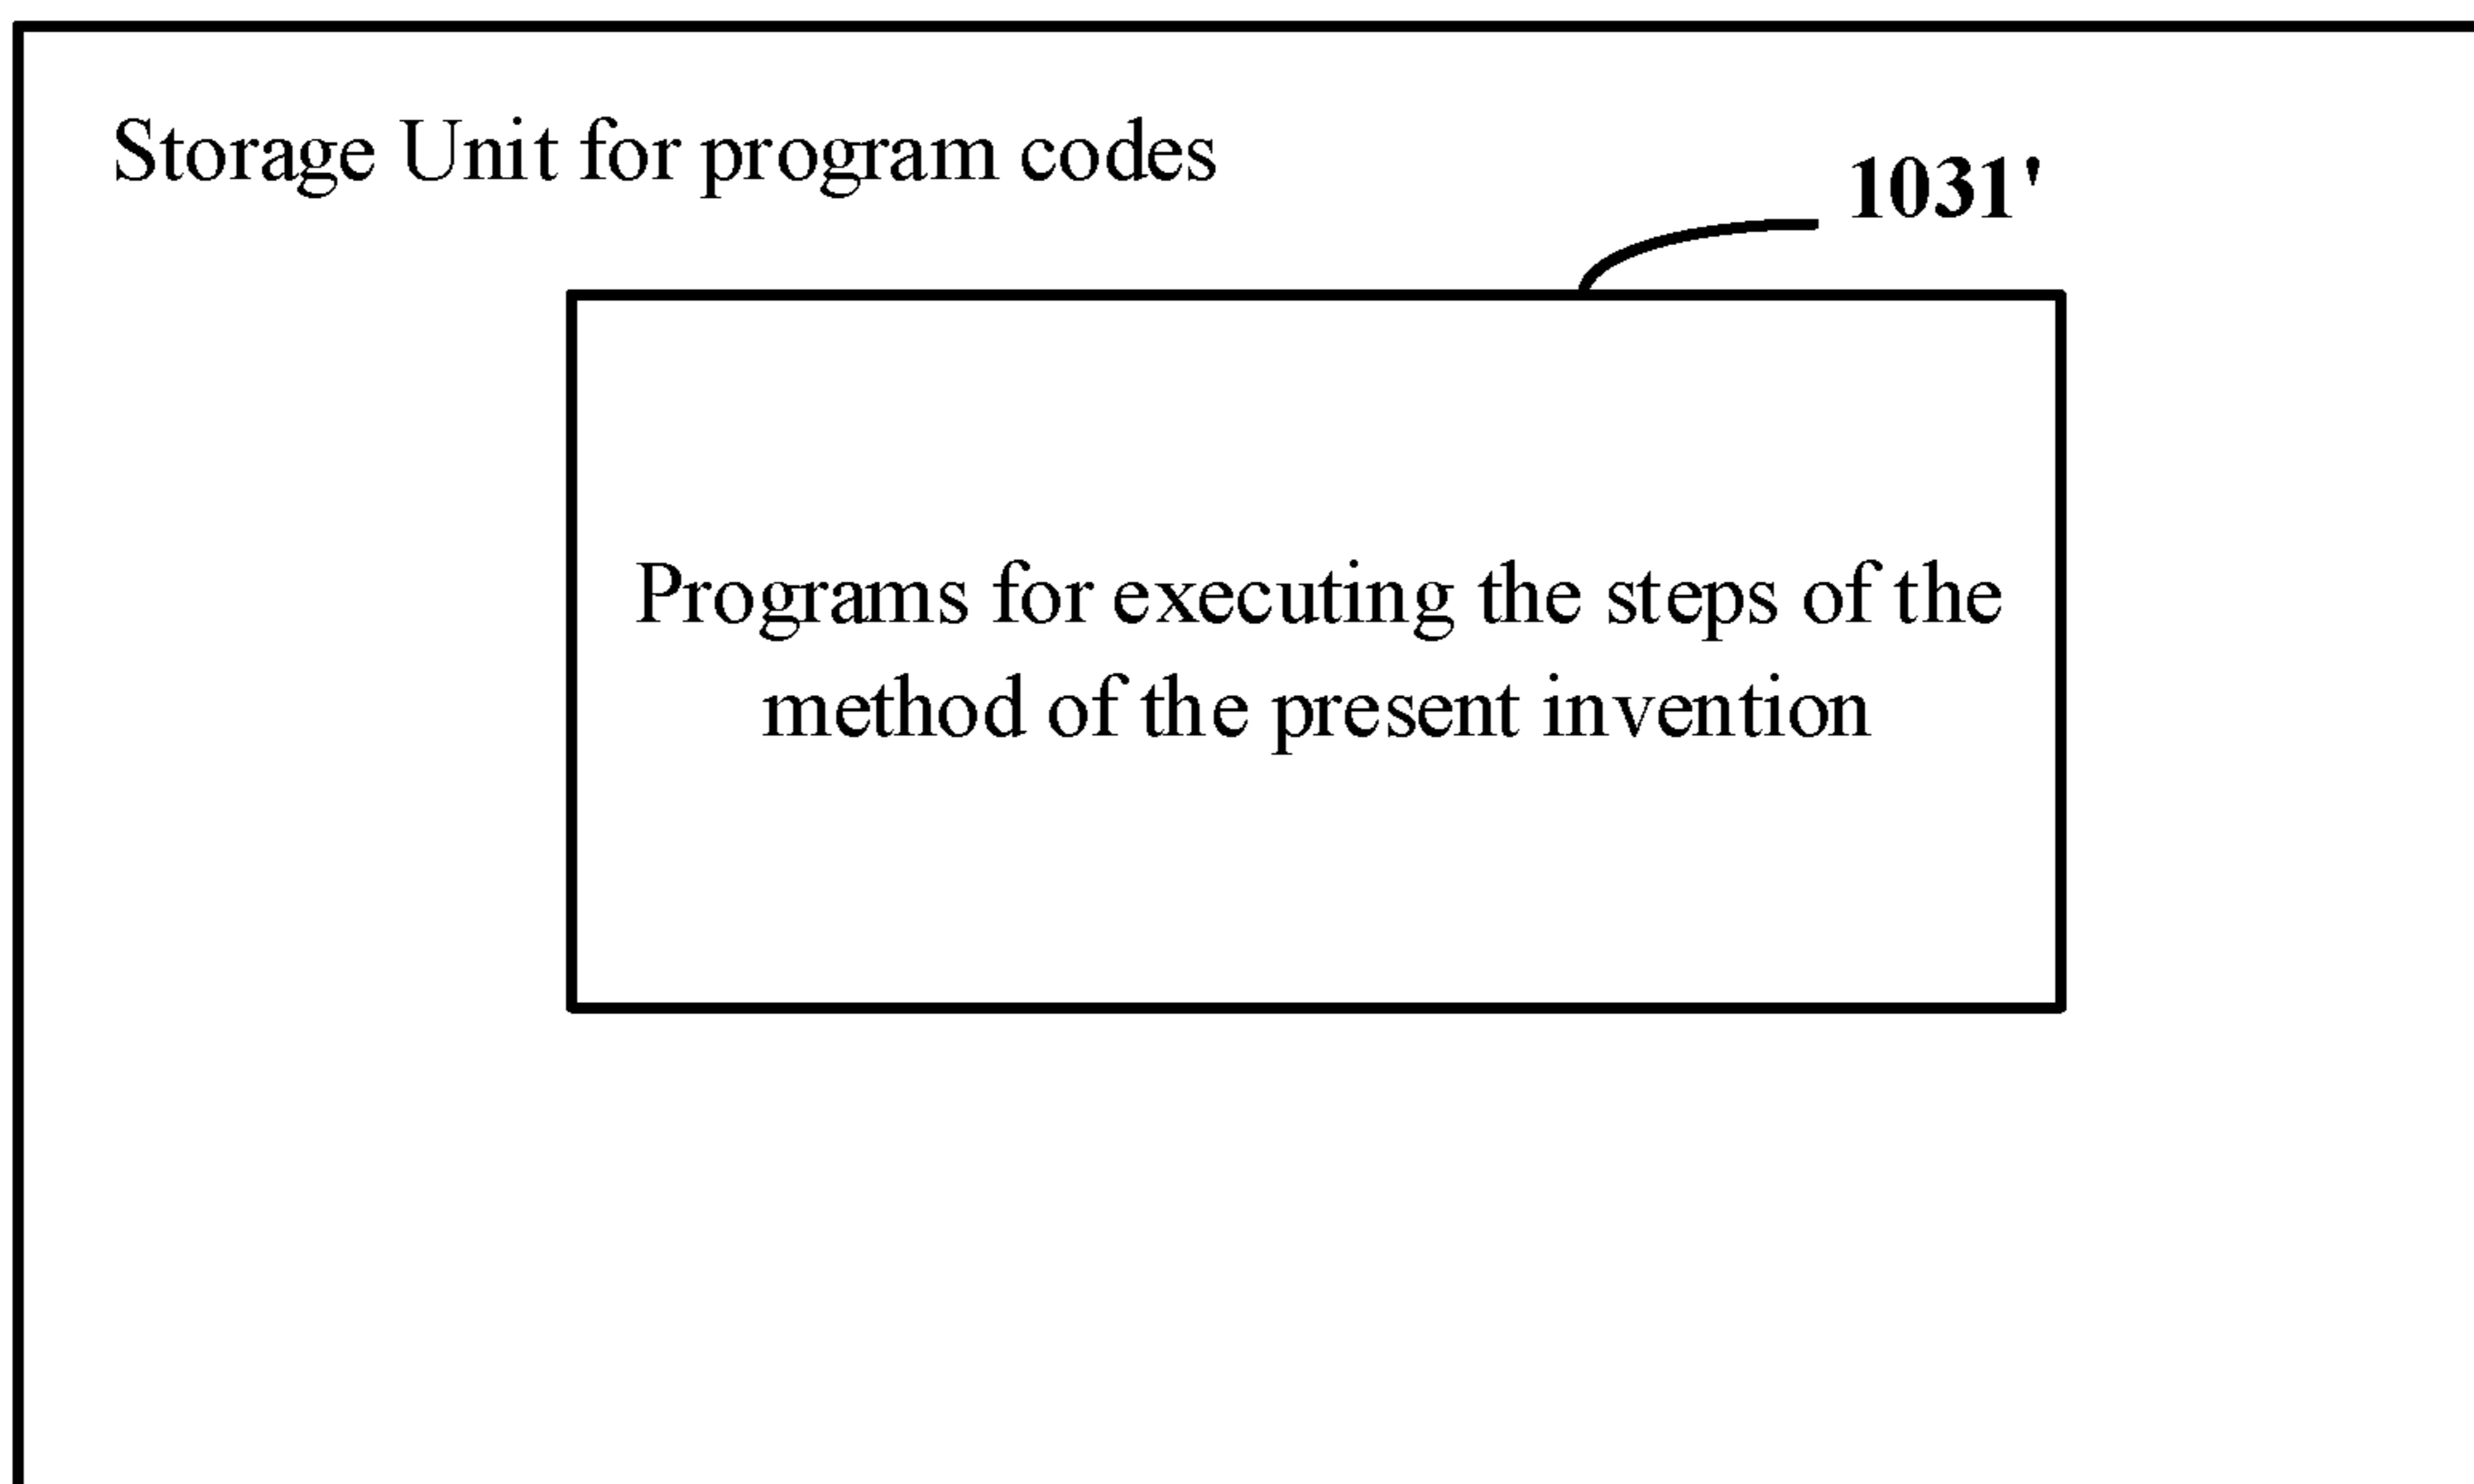 Storage Unit for program codes
1031'
Programs for executing the steps of the
method of the present invention